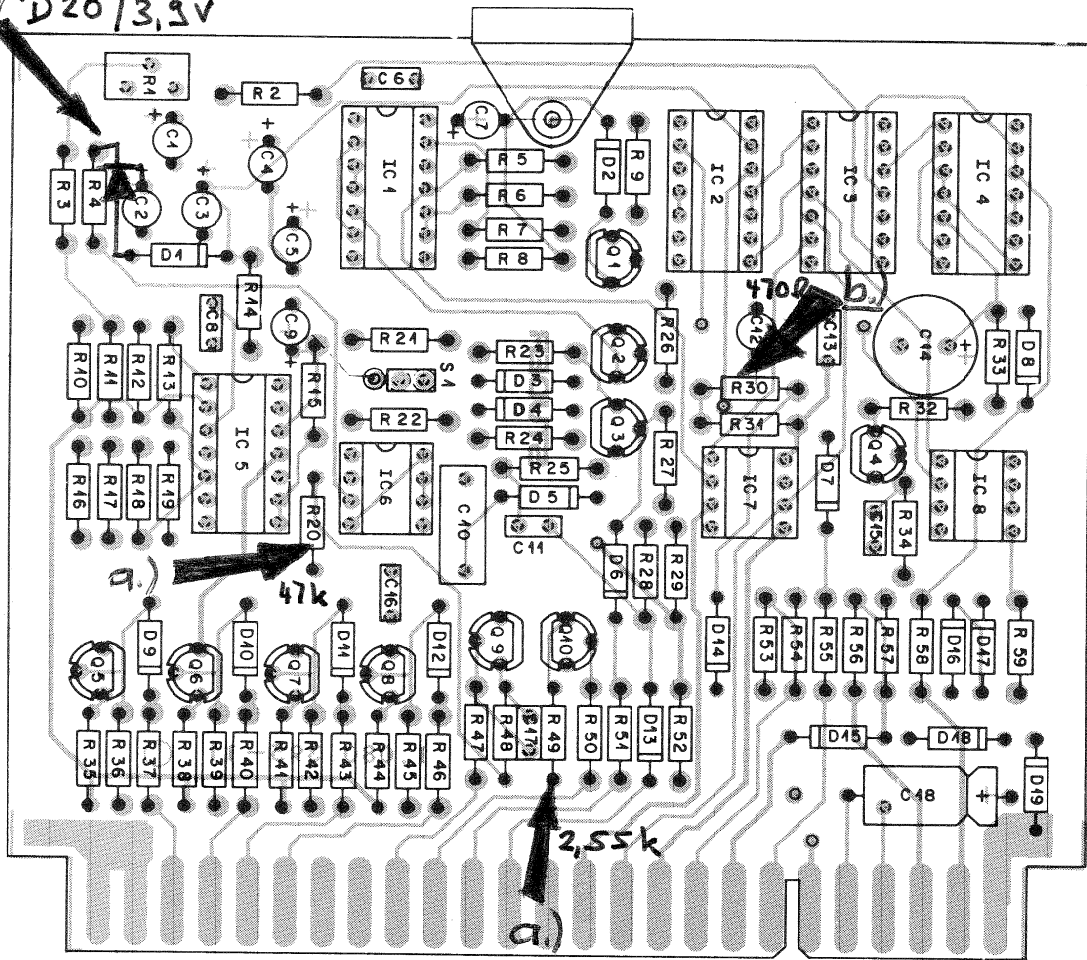 D20/3,9V
R1
C6
R2
C1
C7
C4
IC 1
R5
D2
R9
IC 2
IC 3
IC 4
R3
R4
C2
C3
R6
R7
C5
D1
R8
Q1
R14
470Ω
b.)
C8
C9
R21
R26
C12
C13
C14
+
R33
D8
R10
R11
R12
R13
R15
S1
R23
D3
Q2
R30
R32
R22
D4
R24
Q3
R31
IC 5
IC6
R25
R27
IC 7
D7
Q4
IC 8
R16
R17
R18
R19
R20
C10
D5
C11
C15
R34
a.)
47k
C16
D6
R28
R29
Q5
D9
Q6
D10
Q7
D11
Q8
D12
Q9
Q10
D14
R53
R54
R55
R56
R57
R58
D16
D17
R59
R35
R36
R37
R38
R39
R40
R41
R42
R43
R44
R45
R46
R47
R48
C17
R49
R50
R51
D13
R52
D15
D18
C18
+
D19
2,55k
a.)